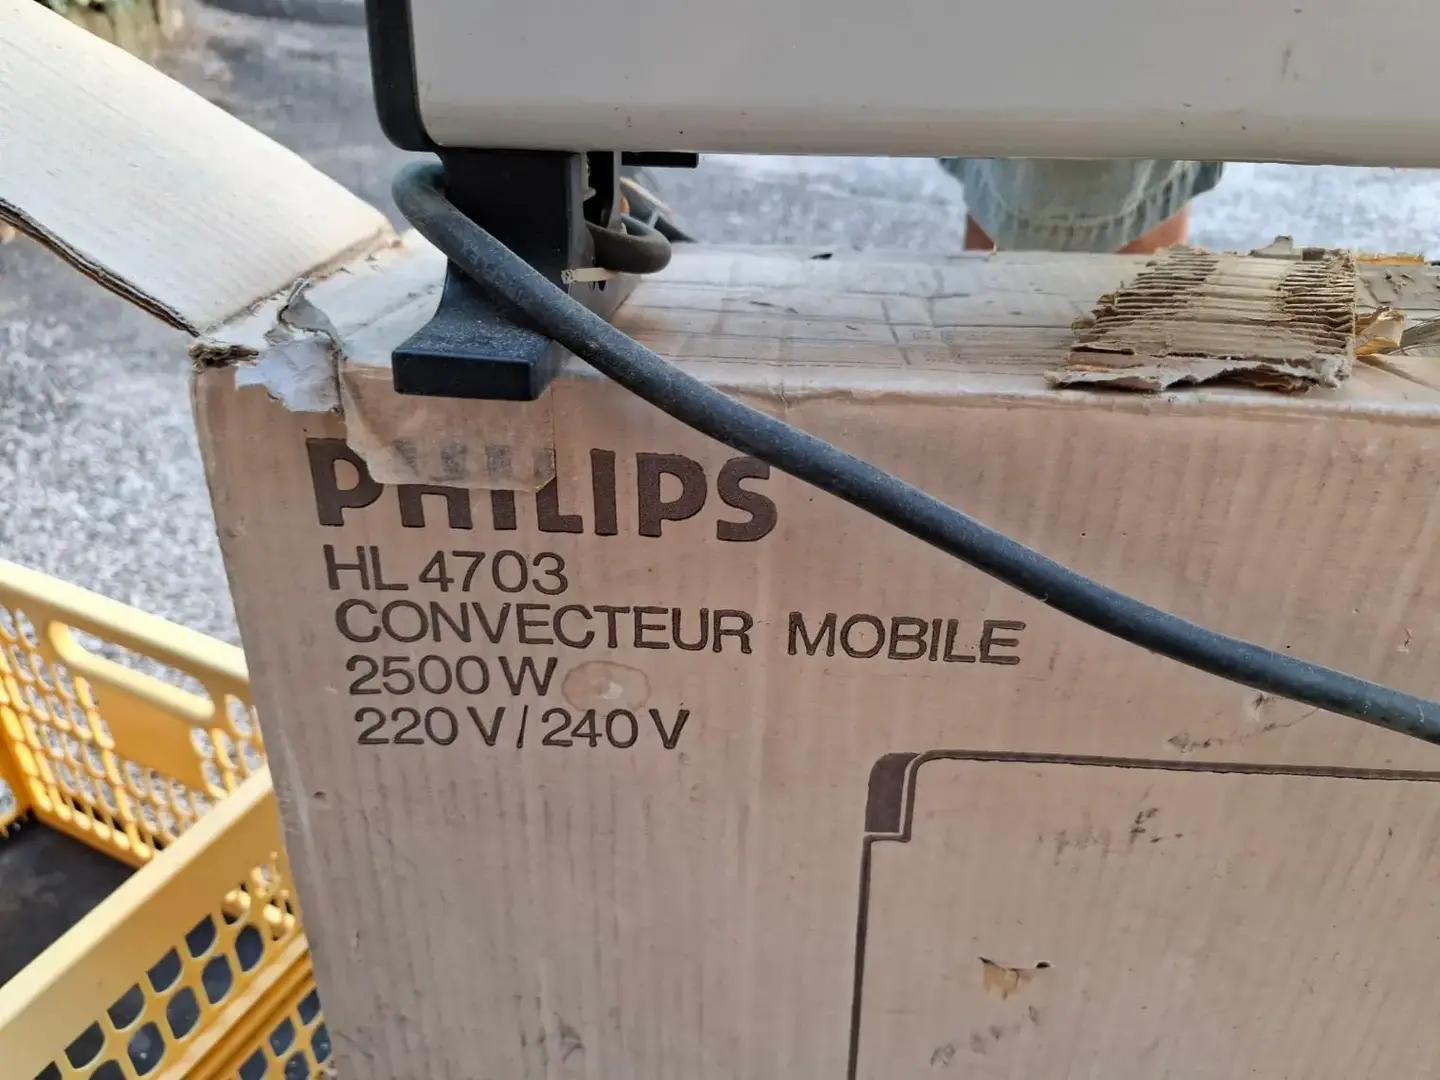 PHILIPS
HL 4703
CONVECTEUR MOBILE
2500 W
220 V / 240 V